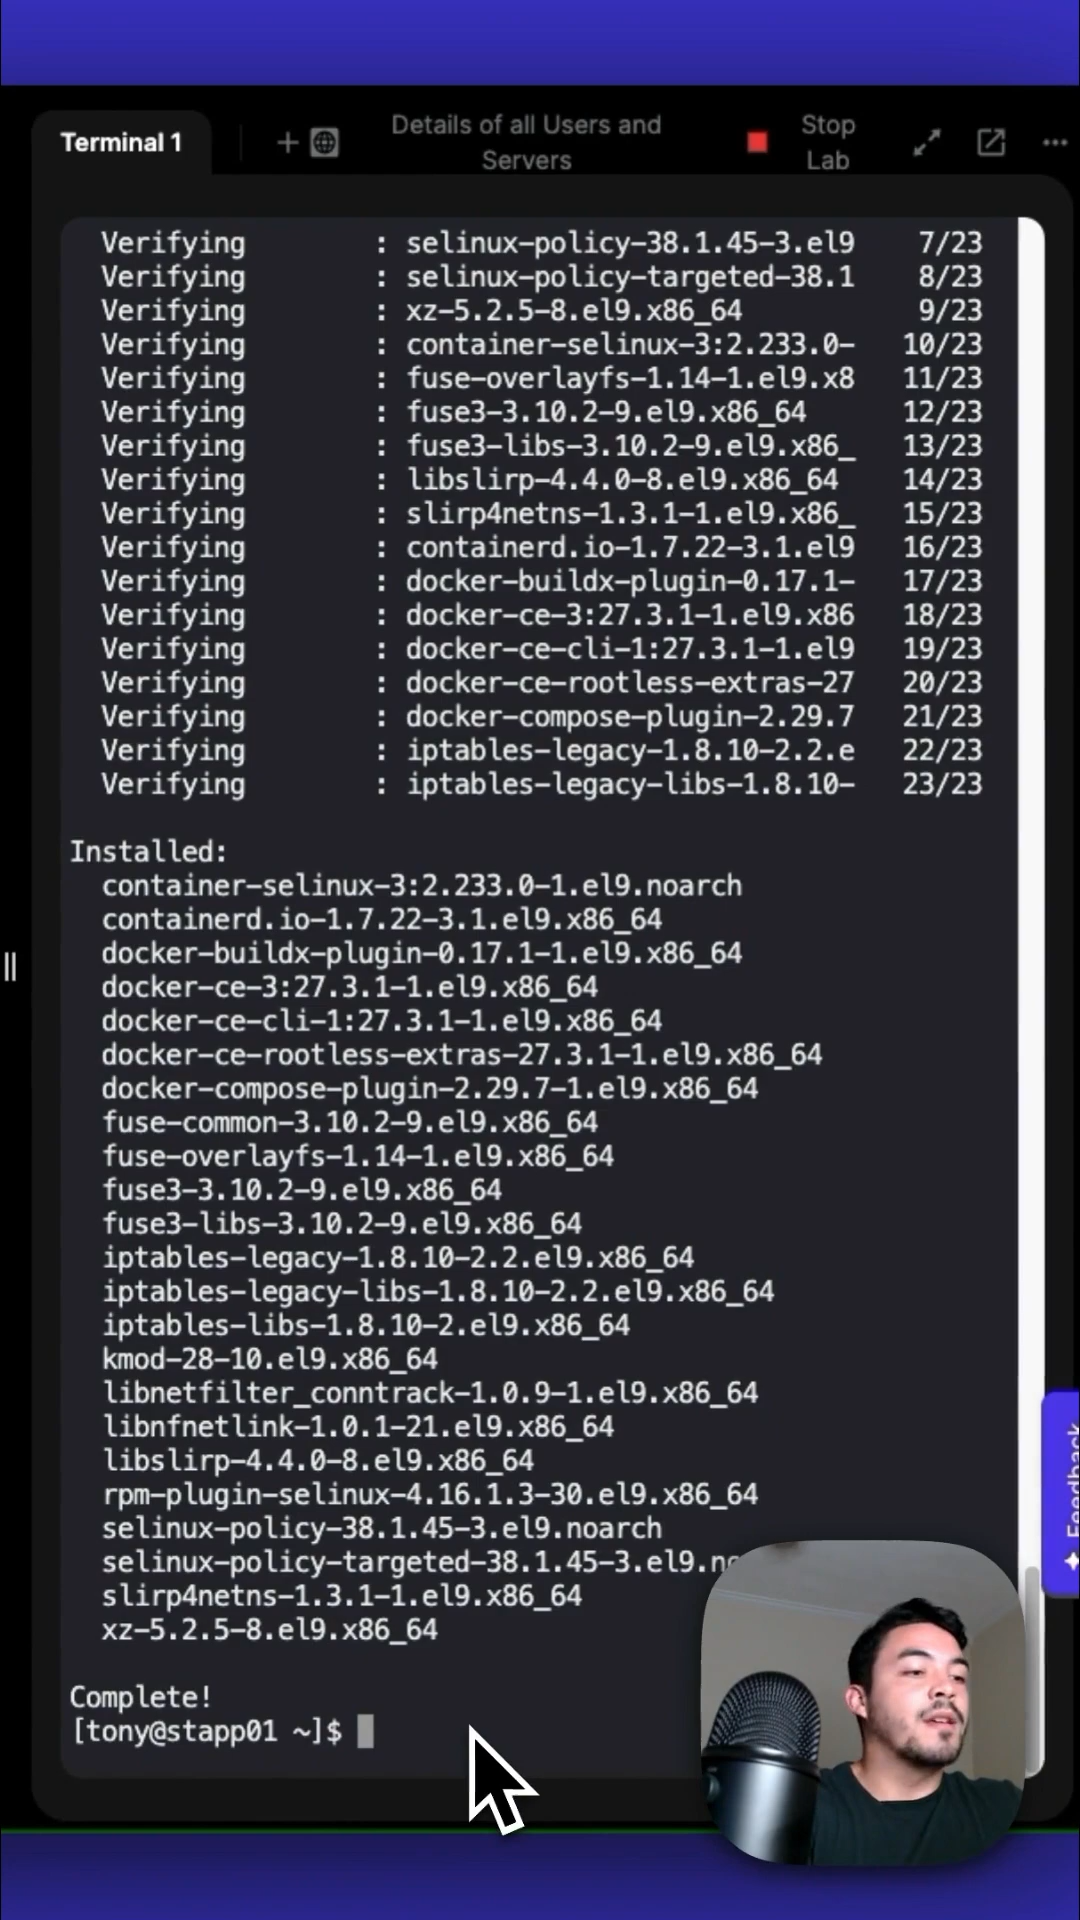 Terminal 1
Details of all Users and
Servers
Stop
Lab
Verifying : selinux-policy-38.1.45-3.el9 7/23
Verifying : selinux-policy-targeted-38.1 8/23
Verifying : xz-5.2.5-8.el9.x86_64 9/23
Verifying : container-selinux-3:2.233.0- 10/23
Verifying : fuse-overlayfs-1.14-1.el9.x8 11/23
Verifying : fuse3-3.10.2-9.el9.x86_64 12/23
Verifying : fuse3-libs-3.10.2-9.el9.x86_ 13/23
Verifying : libslirp-4.4.0-8.el9.x86_64 14/23
Verifying : slirp4netns-1.3.1-1.el9.x86_ 15/23
Verifying : containerd.io-1.7.22-3.1.el9 16/23
Verifying : docker-buildx-plugin-0.17.1- 17/23
Verifying : docker-ce-3:27.3.1-1.el9.x86 18/23
Verifying : docker-ce-cli-1:27.3.1-1.el9 19/23
Verifying : docker-ce-rootless-extras-27 20/23
Verifying : docker-compose-plugin-2.29.7 21/23
Verifying : iptables-legacy-1.8.10-2.2.e 22/23
Verifying : iptables-legacy-libs-1.8.10- 23/23
Installed:
container-selinux-3:2.233.0-1.el9.noarch
containerd.io-1.7.22-3.1.el9.x86_64
docker-buildx-plugin-0.17.1-1.el9.x86_64
docker-ce-3:27.3.1-1.el9.x86_64
docker-ce-cli-1:27.3.1-1.el9.x86_64
docker-ce-rootless-extras-27.3.1-1.el9.x86_64
docker-compose-plugin-2.29.7-1.el9.x86_64
fuse-common-3.10.2-9.el9.x86_64
fuse-overlayfs-1.14-1.el9.x86_64
fuse3-3.10.2-9.el9.x86_64
fuse3-libs-3.10.2-9.el9.x86_64
iptables-legacy-1.8.10-2.2.el9.x86_64
iptables-legacy-libs-1.8.10-2.2.el9.x86_64
iptables-libs-1.8.10-2.el9.x86_64
kmod-28-10.el9.x86_64
libnetfilter_conntrack-1.0.9-1.el9.x86_64
libnfnetlink-1.0.1-21.el9.x86_64
libslirp-4.4.0-8.el9.x86_64
rpm-plugin-selinux-4.16.1.3-30.el9.x86_64
selinux-policy-38.1.45-3.el9.noarch
selinux-policy-targeted-38.1.45-3.el9.no
slirp4netns-1.3.1-1.el9.x86_64
xz-5.2.5-8.el9.x86_64
Complete!
[tony@stapp01 ~]$
Feedback